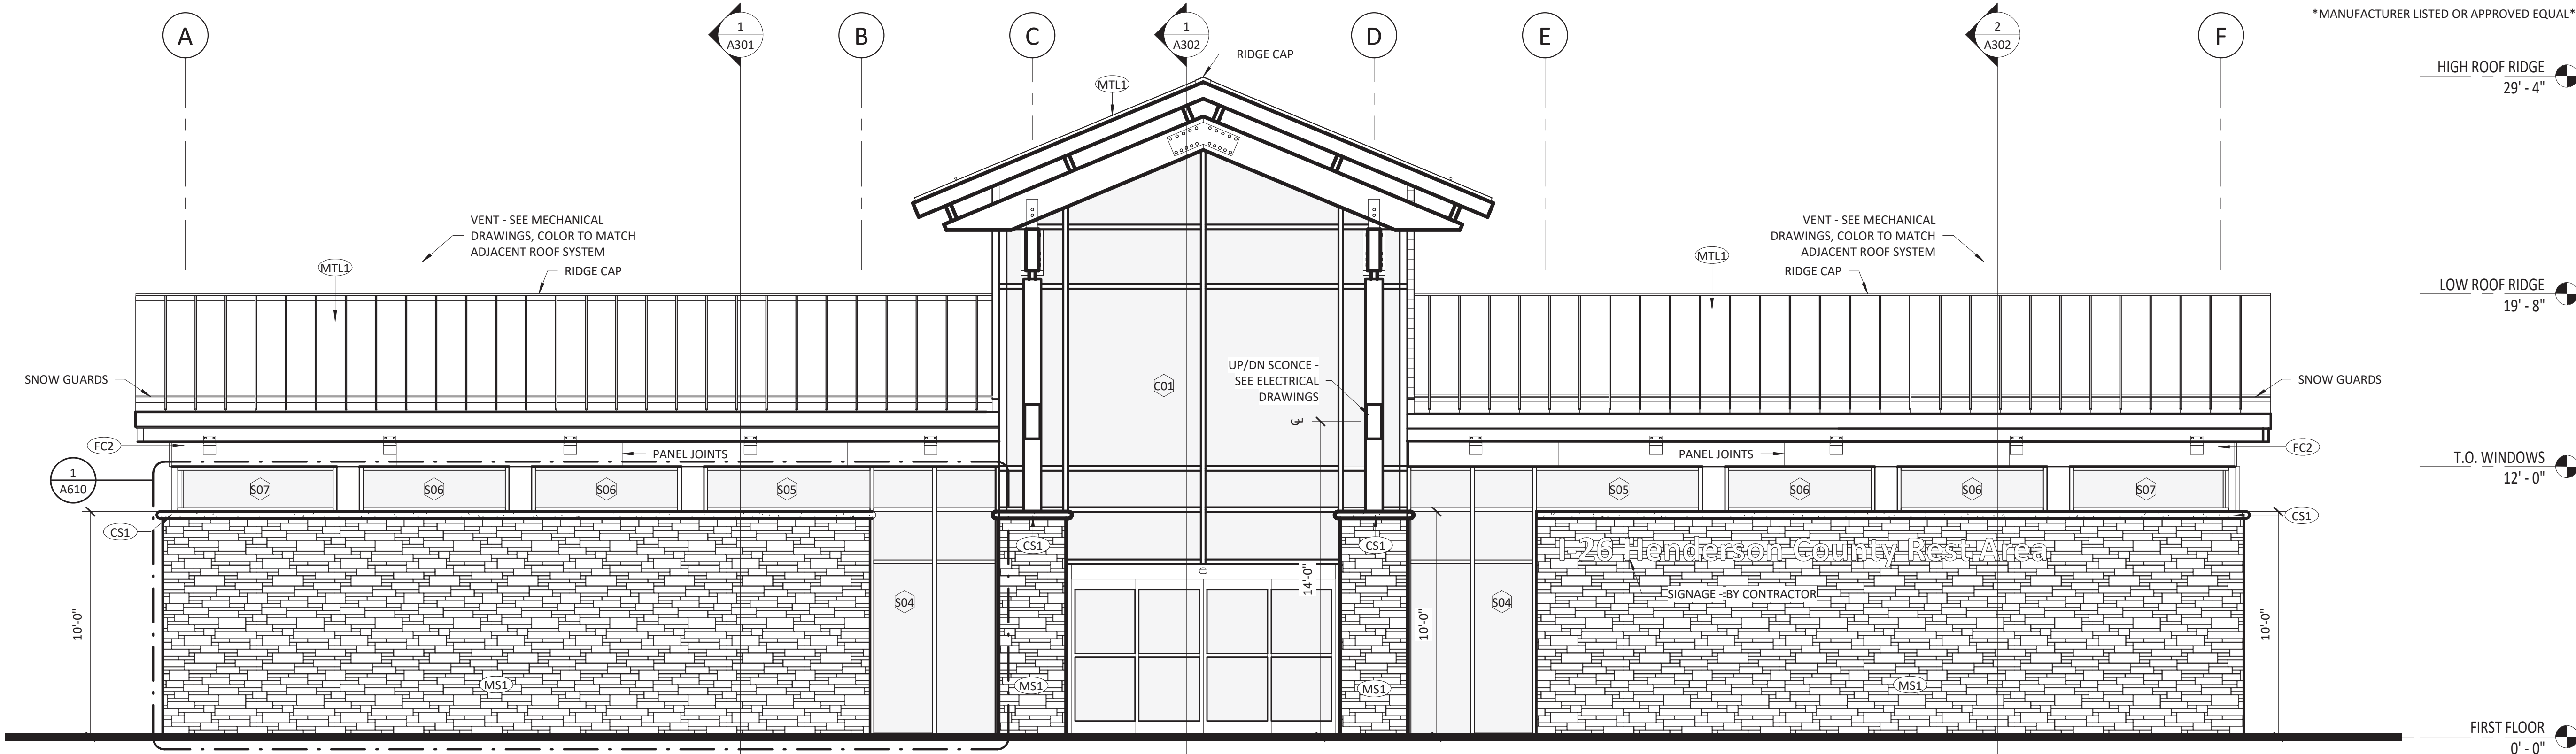 *MANUFACTURER LISTED OR APPROVED EQUAL*
A
1
A301
B
C
1
A302
D
E
2
A302
F
RIDGE CAP
MTL1
HIGH ROOF RIDGE
29' - 4"
VENT - SEE MECHANICAL
DRAWINGS, COLOR TO MATCH
ADJACENT ROOF SYSTEM
MTL1
RIDGE CAP
VENT - SEE MECHANICAL
DRAWINGS, COLOR TO MATCH
ADJACENT ROOF SYSTEM
MTL1
RIDGE CAP
LOW ROOF RIDGE
19' - 8"
SNOW GUARDS
C01
UP/DN SCONCE -
SEE ELECTRICAL
DRAWINGS
CL
SNOW GUARDS
FC2
PANEL JOINTS
PANEL JOINTS
FC2
T.O. WINDOWS
12' - 0"
1
A610
S07
S06
S06
S05
S05
S06
S06
S07
CS1
CS1
CS1
CS1
I-26 Henderson County Rest Area
SIGNAGE - BY CONTRACTOR
10'-0"
S04
14'-0"
10'-0"
S04
10'-0"
MS1
MS1
MS1
MS1
FIRST FLOOR
0' - 0"